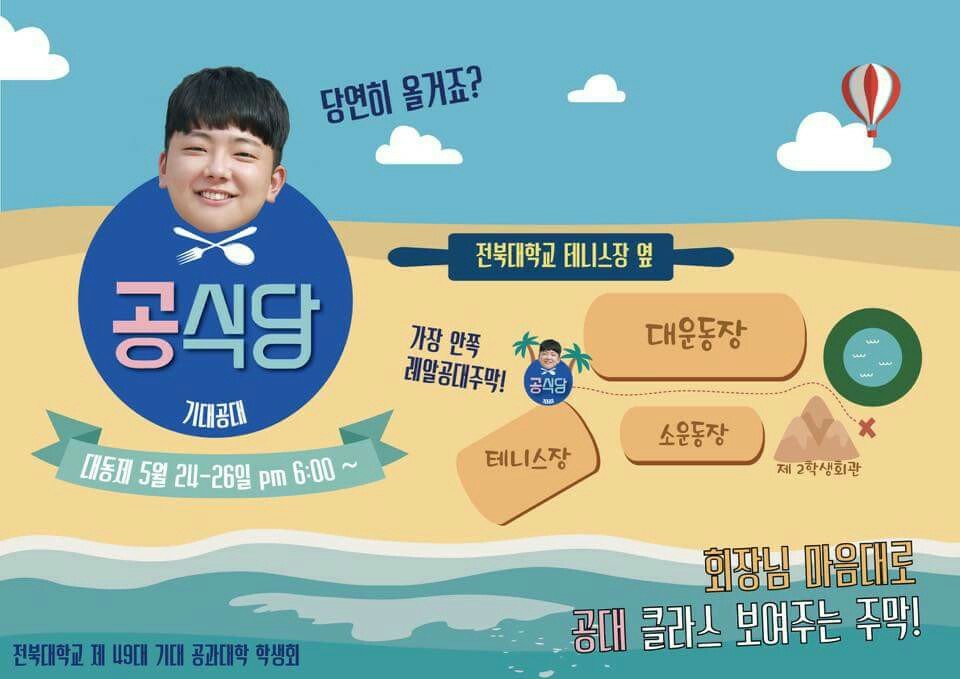 당연히 올거죠?
공식당
기대공대
대동제 5월 24-26일 pm 6:00 ~
전북대학교 테니스장 옆
가장 안쪽
레알공대주막!
공식당
대운동장
테니스장
소운동장
제 2학생회관
회장님 마음대로
공대 클라스 보여주는 주막!
전북대학교 제 49대 기대 공과대학 학생회